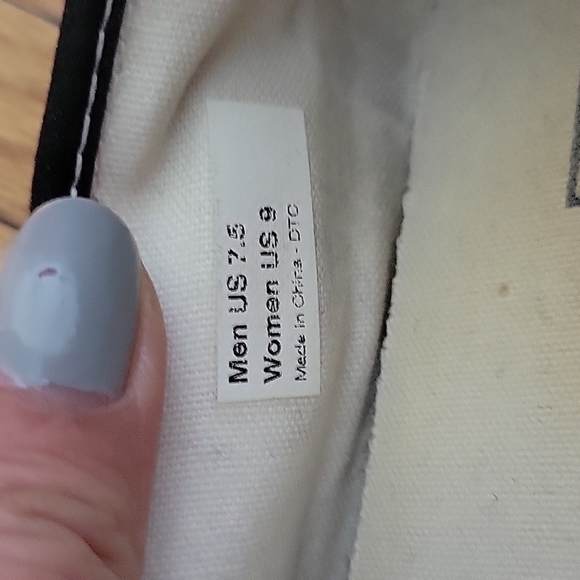 Men US 7.5
Women US 9
Made in China - DTC